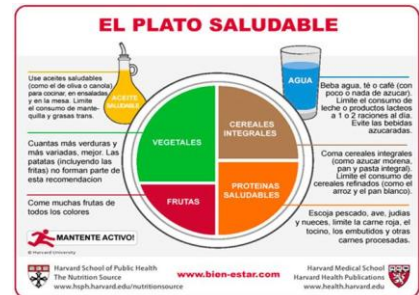 EL PLATO SALUDABLE
Use aceites saludables
(como el de oliva o canola)
para cocinar, en ensaladas,
y en la mesa. Limite
el consumo de mante-
quilla y grasas trans.
ACEITE
SALUDABLE
AGUA
Beba agua, té o café (con
poco o nada de azucar).
Limite el consumo de
leche o productos lacteos
a 1 o 2 raciones al día.
Evite las bebidas
azucaradas.
VEGETALES
CEREALES
INTEGRALES
Cuantas más verduras y
más variadas, mejor. Las
patatas (incluyendo las
fritas) no forman parte de
esta recomendacion
Coma cereales integrales
(como azucar morena,
pan y pasta integral).
Limite el consumo de
cereales refinados (como el
arroz y el pan blanco).
FRUTAS
PROTEINAS
SALUDABLES
Come muchas frutas de
todos los colores
Escoja pescado, ave, judias
y nueces, limite la carne roja, el
tocino, los embutidos y otras
carnes procesadas.
MANTENTE ACTIVO!
© Harvard University
Harvard School of Public Health
The Nutrition Source
www.hsph.harvard.edu/nutritionsource
www.bien-estar.com
Harvard Medical School
Harvard Health Publications
www.health.harvard.edu